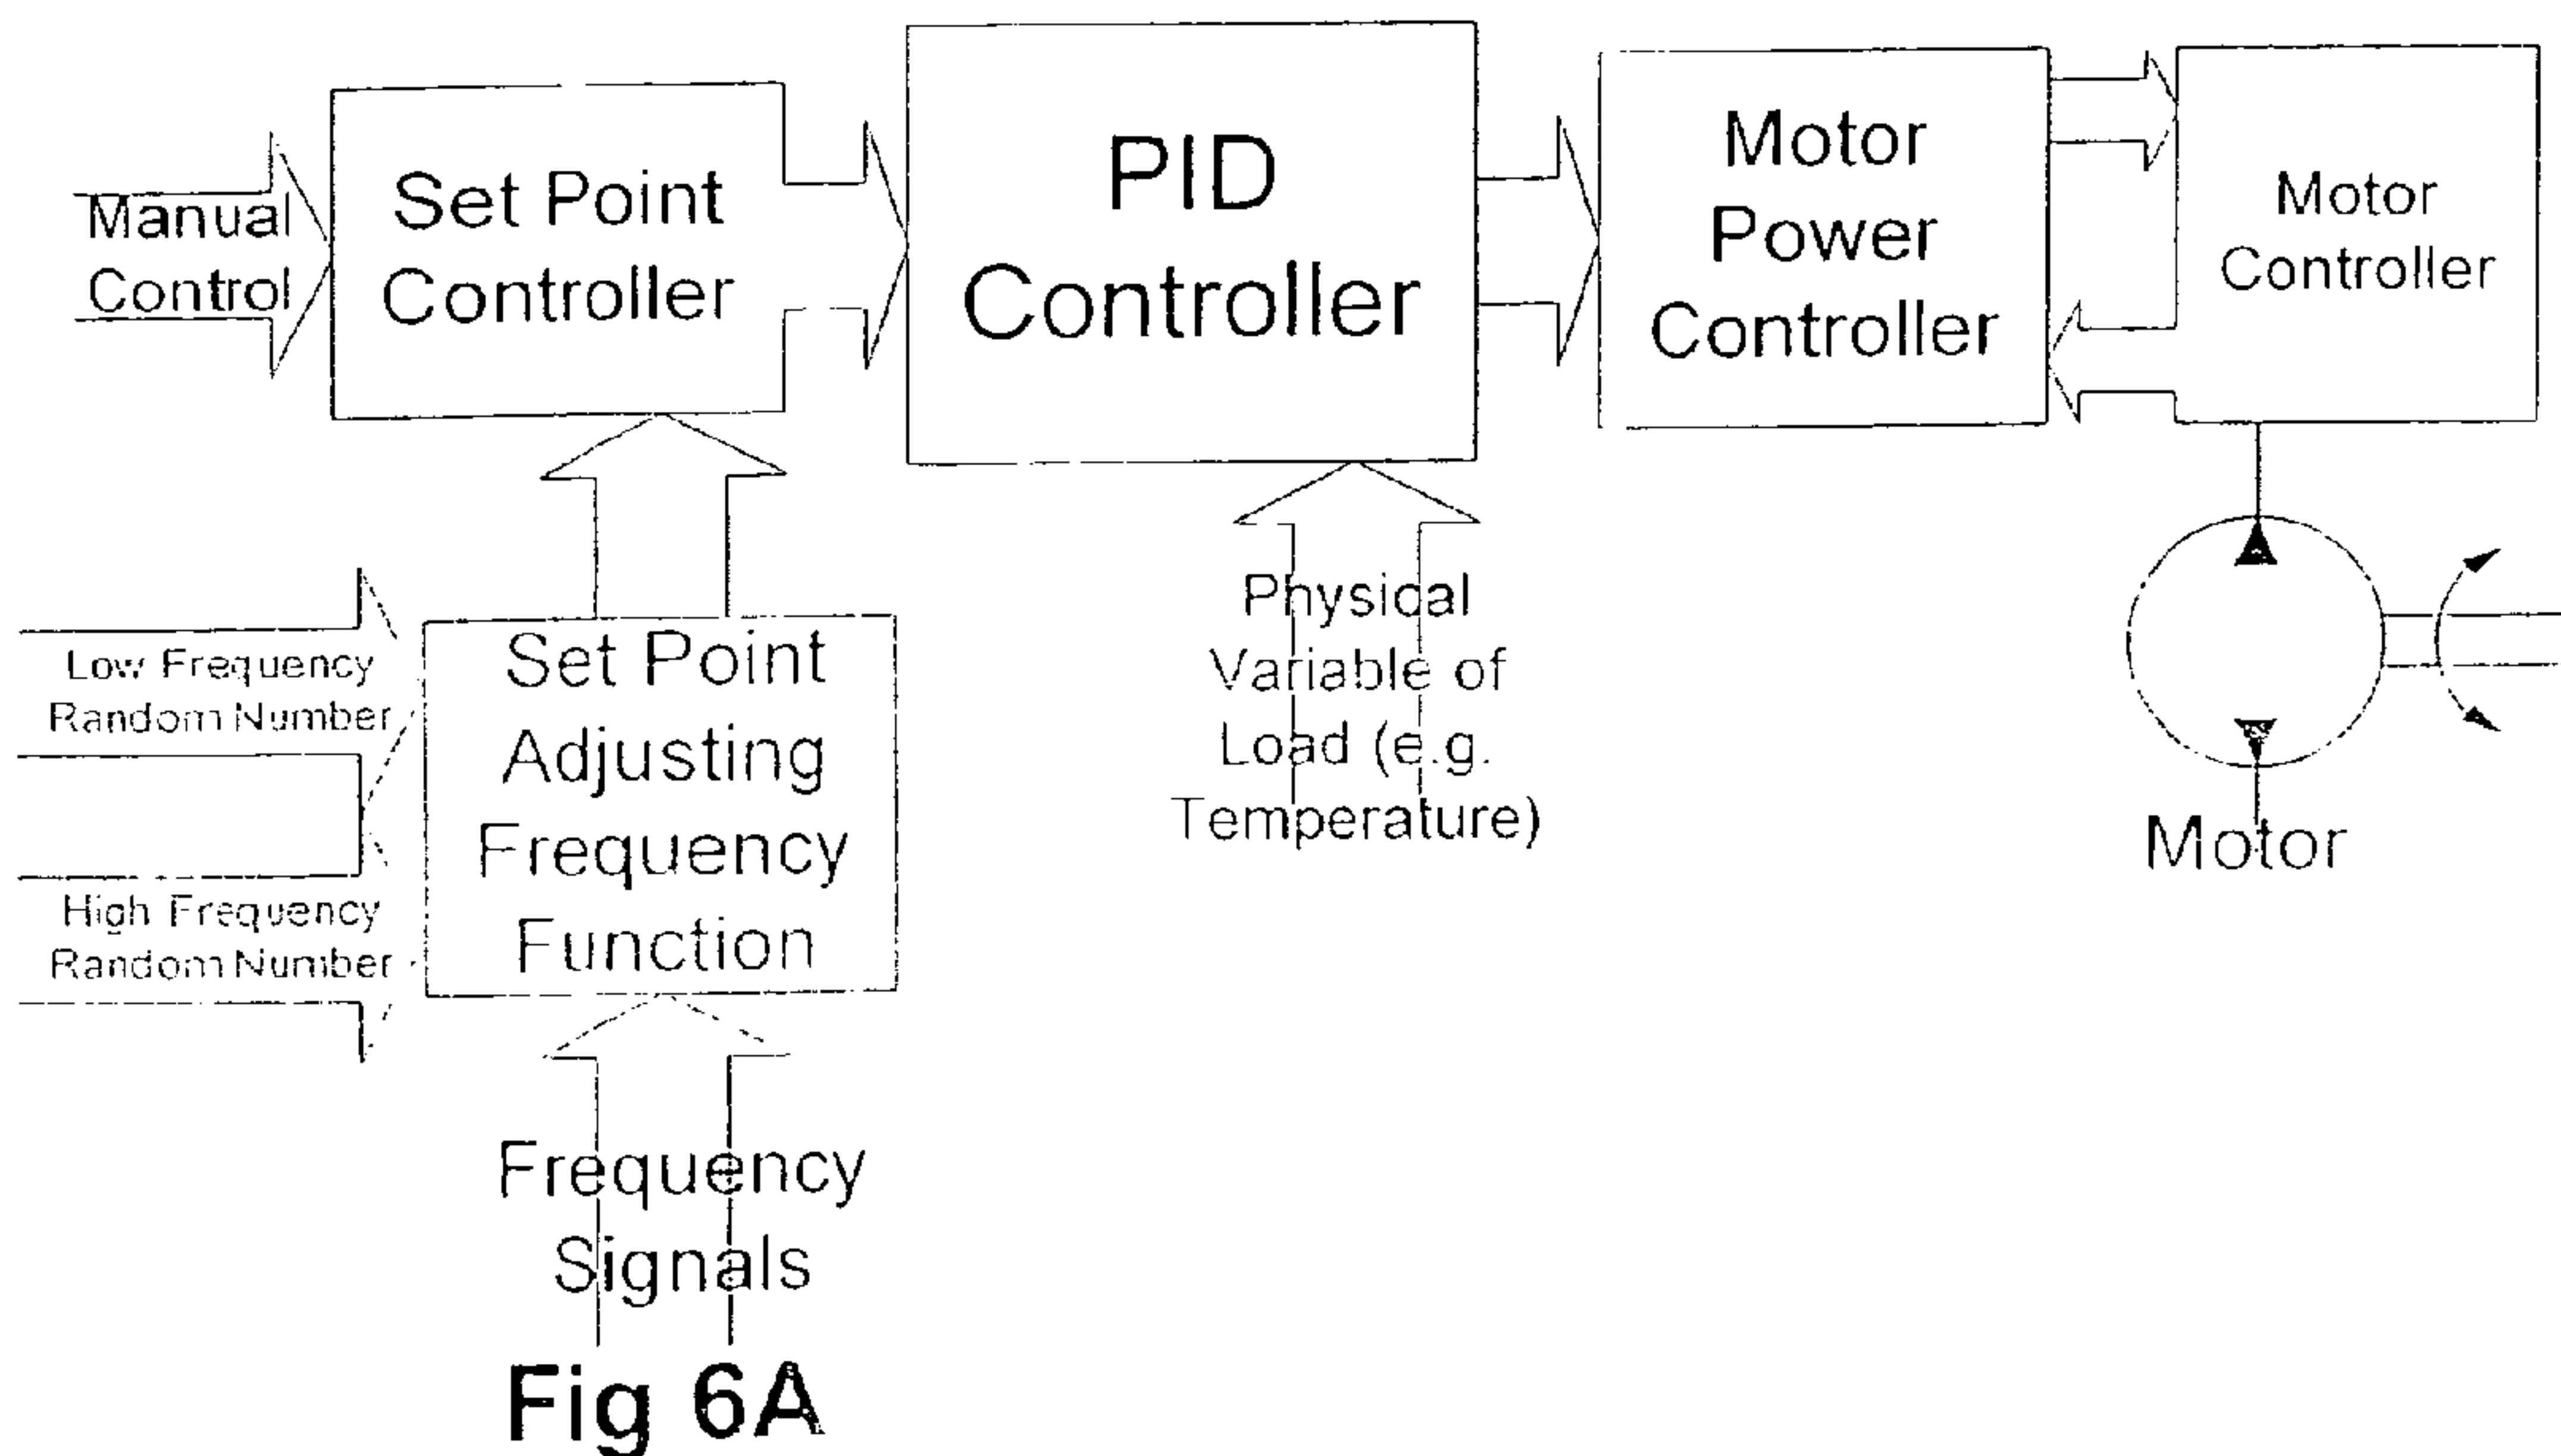 Manual
Control
Set Point
Controller
PID
Controller
Motor
Power
Controller
Motor
Controller
Low Frequency
Random Number
High Frequency
Random Number
Set Point
Adjusting
Frequency
Function
Physical
Variable of
Load (e.g.
Temperature)
Motor
Frequency
Signals
Fig 6A